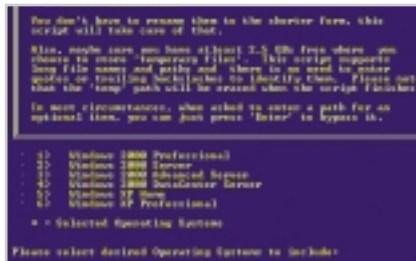 You don't have to rename them to the shorter form, this
script will take care of that.
Also, maybe sure you have atleast 2.5 GBs free where you
choose to store 'temporary files'. This script supports
long file names and paths and there is no need to enter
quotes or trailing backslashes to identify them. Please
that the 'temp' path will be erased when the script finishes
In most circumstances, when asked to enter a path for an
optional item, you can just press 'Enter' to bypass it.
1) Windows 2000 Professional
2) Windows 2000 Server
3) Windows 2000 Advanced Server
4) Windows 2000 DataCenter Server
5) Windows XP Home
6) Windows XP Professional
* - Selected Operating Systems
Please select desired Operating Systems to include: